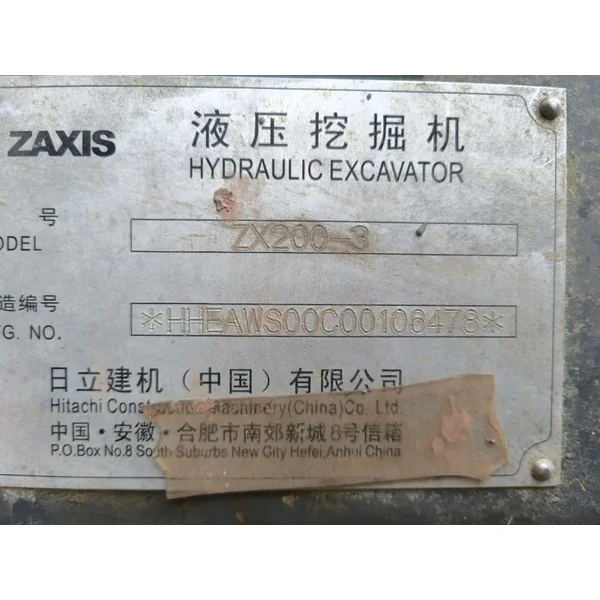 ZAXIS
液压挖掘机
HYDRAULIC EXCAVATOR
号
ODEL ZX200-3
造编号
G. NO. *HHEAWS00C00106478*
日立建机（中国）有限公司
Hitachi Construction Machinery(China)Co.Ltd.
中国·安徽·合肥市南郊新城8号信箱
P.O.Box No.8 South Suburbs New City Hefei,Anhui China